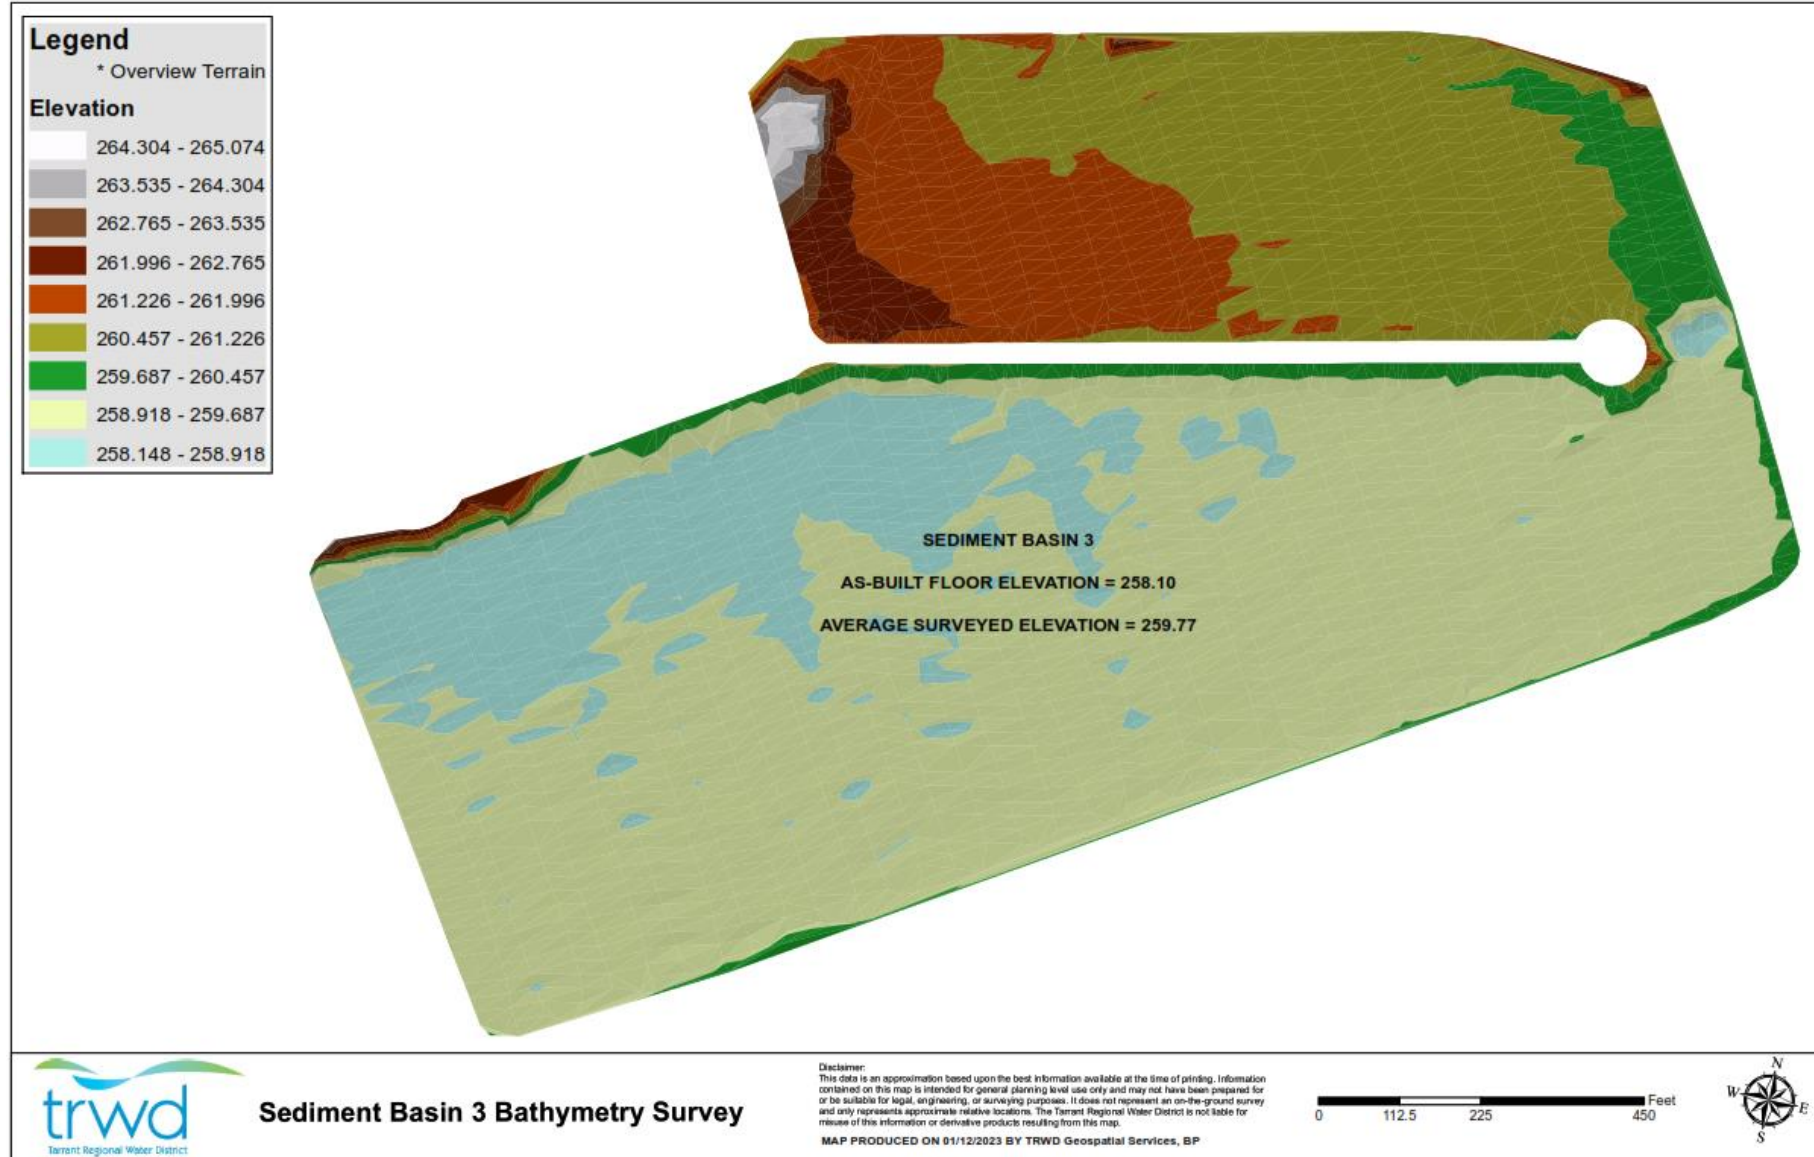 Legend
* Overview Terrain
Elevation
264.304 - 265.074
263.535 - 264.304
262.765 - 263.535
261.996 - 262.765
261.226 - 261.996
260.457 - 261.226
259.687 - 260.457
258.918 - 259.687
258.148 - 258.918
SEDIMENT BASIN 3
AS-BUILT FLOOR ELEVATION = 258.10
AVERAGE SURVEYED ELEVATION = 259.77
trwd
Tarrant Regional Water District
Sediment Basin 3 Bathymetry Survey
Disclaimer:
This data is an approximation based upon the best information available at the time of printing. Information
contained on this map is intended for general planning level use only and may not have been prepared for
or be suitable for legal, engineering, or surveying purposes. It does not represent an on-the-ground survey
and only represents approximate relative locations. The Tarrant Regional Water District is not liable for
misuse of this information or derivative products resulting from this map.
MAP PRODUCED ON 01/12/2023 BY TRWD Geospatial Services, BP
Feet
0 112.5 225 450
N
W
E
S